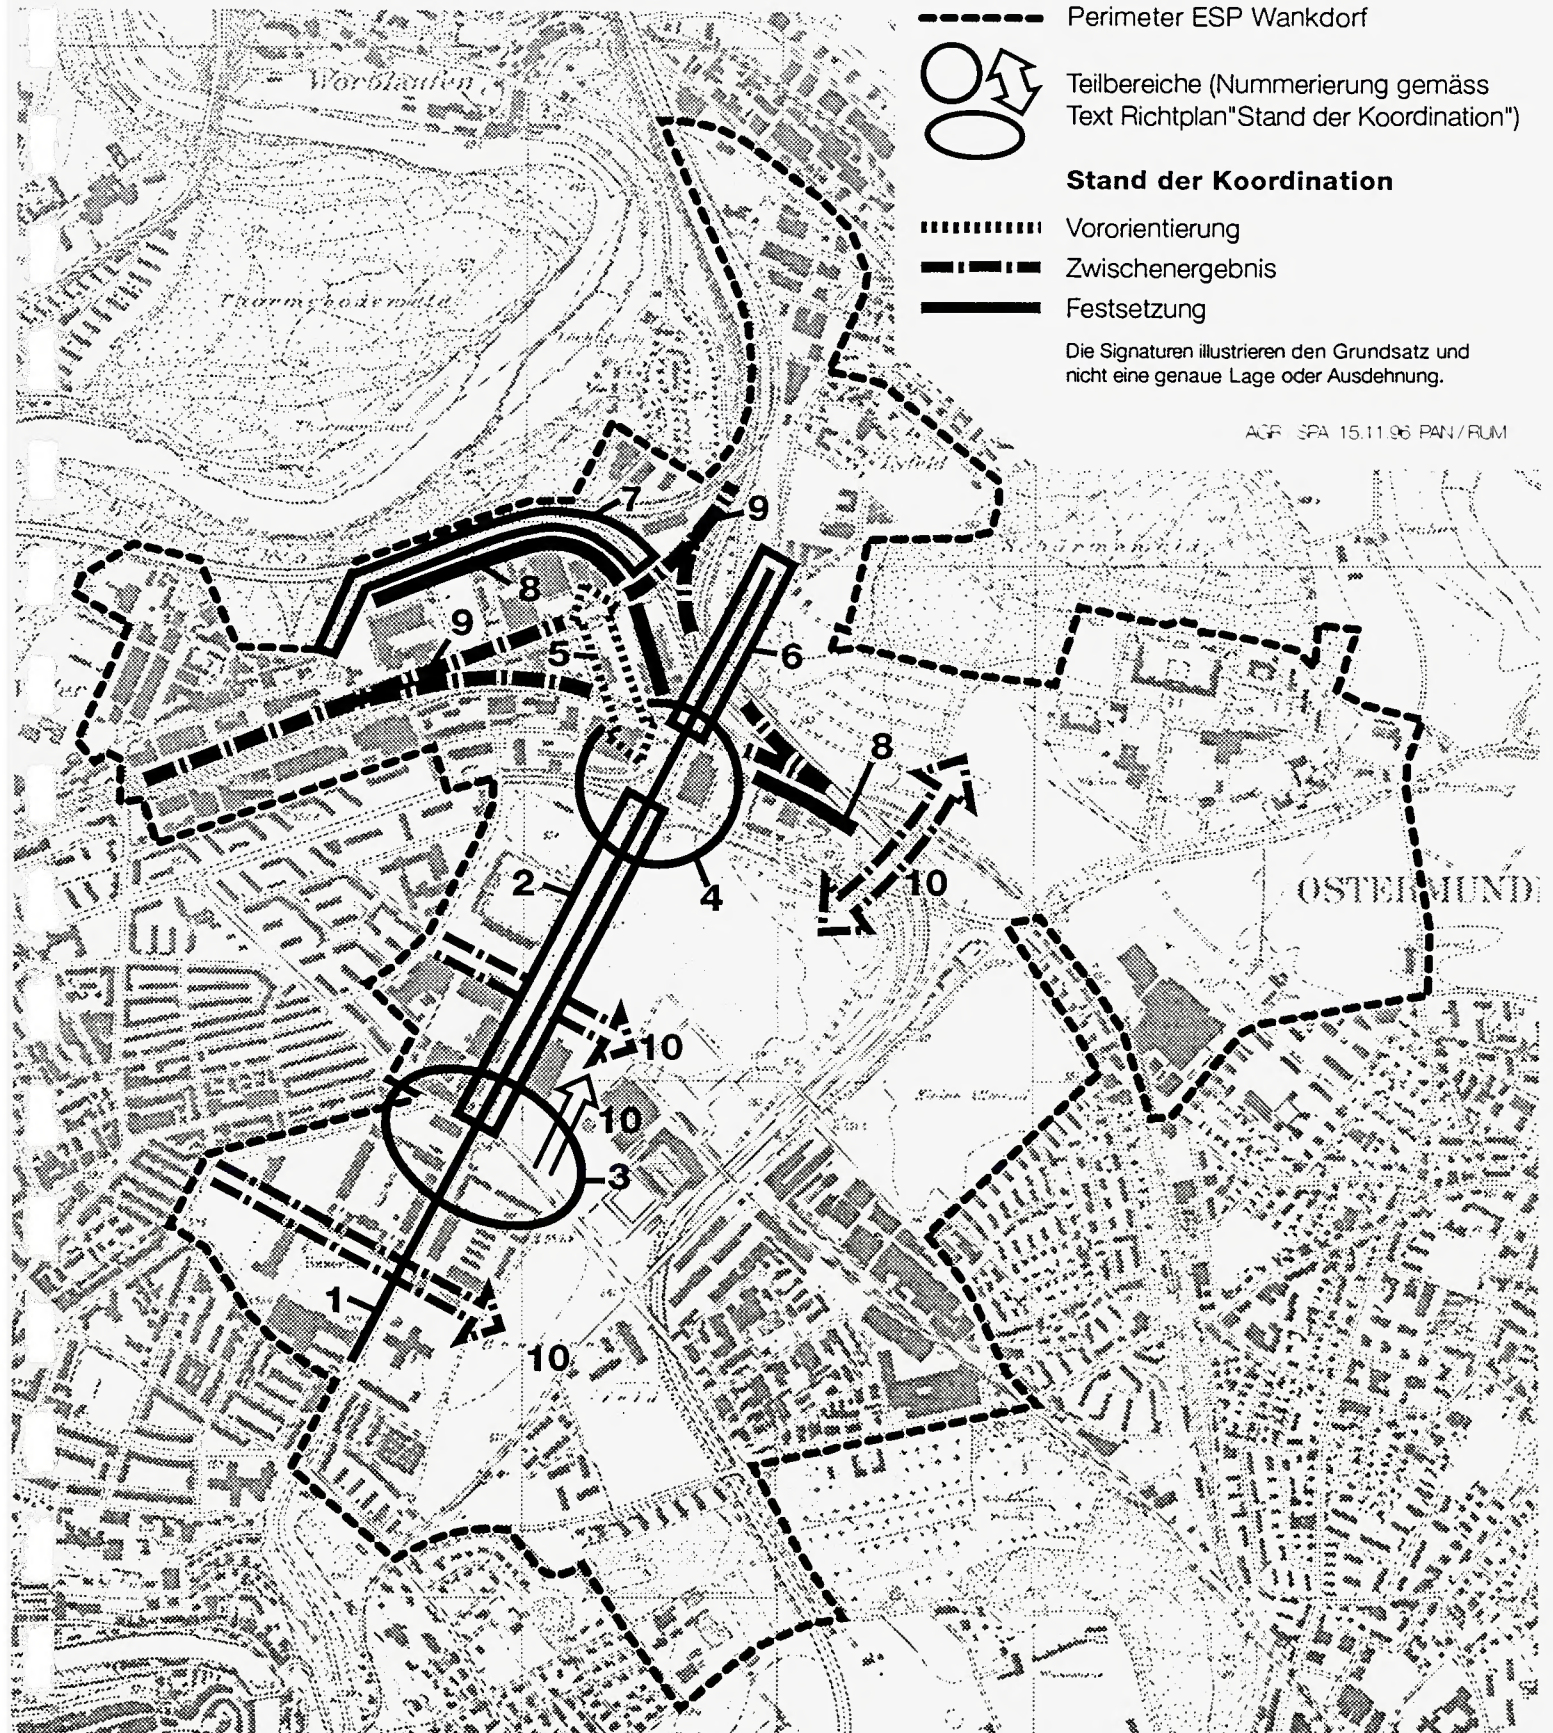 Perimeter ESP Wankdorf
Teilbereiche (Nummerierung gemäss
Text Richtplan"Stand der Koordination")
Stand der Koordination
Vororientierung
Zwischenergebnis
Festsetzung
Die Signaturen illustrieren den Grundsatz und
nicht eine genaue Lage oder Ausdehnung.
AGR SPA 15.11.96 PAN/RUM
Worblaufen
7
9
8
9
5
6
8
2
4
10
OSTERMUND
10
10
3
1
10